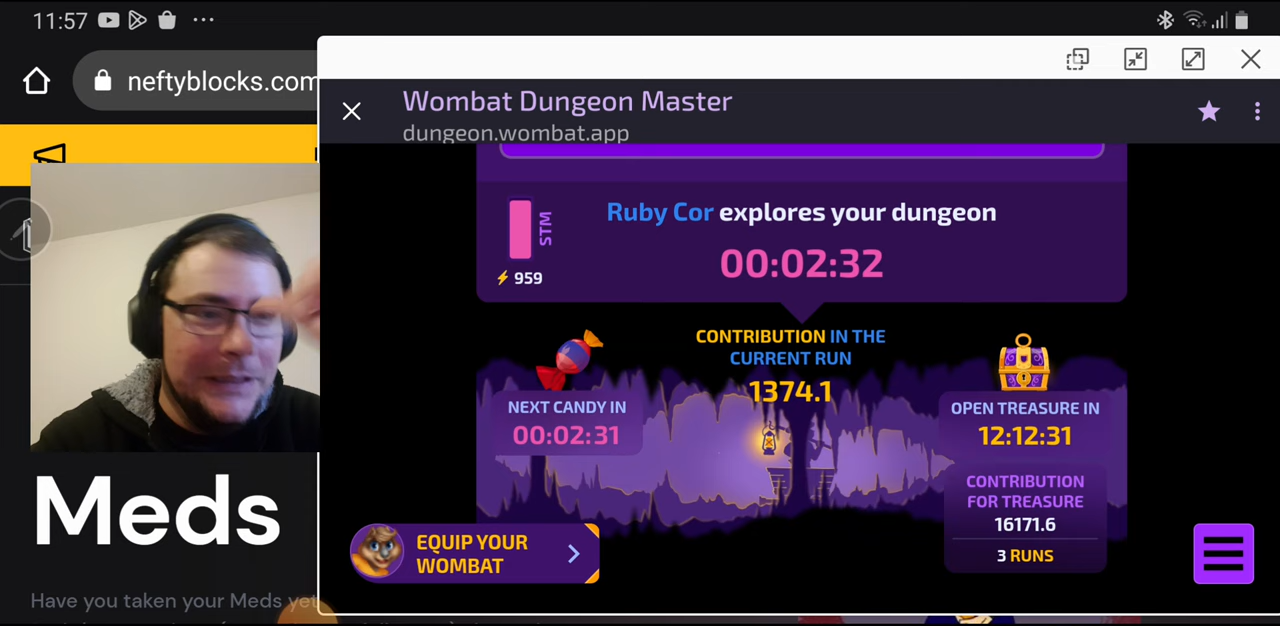 11:57
neftyblocks.com
Wombat Dungeon Master
dungeon.wombat.app
STM
959
Ruby Cor explores your dungeon
00:02:32
CONTRIBUTION IN THE
CURRENT RUN
1374.1
NEXT CANDY IN
00:02:31
OPEN TREASURE IN
12:12:31
CONTRIBUTION
FOR TREASURE
16171.6
3 RUNS
EQUIP YOUR
WOMBAT
Meds
Have you taken your Meds yet